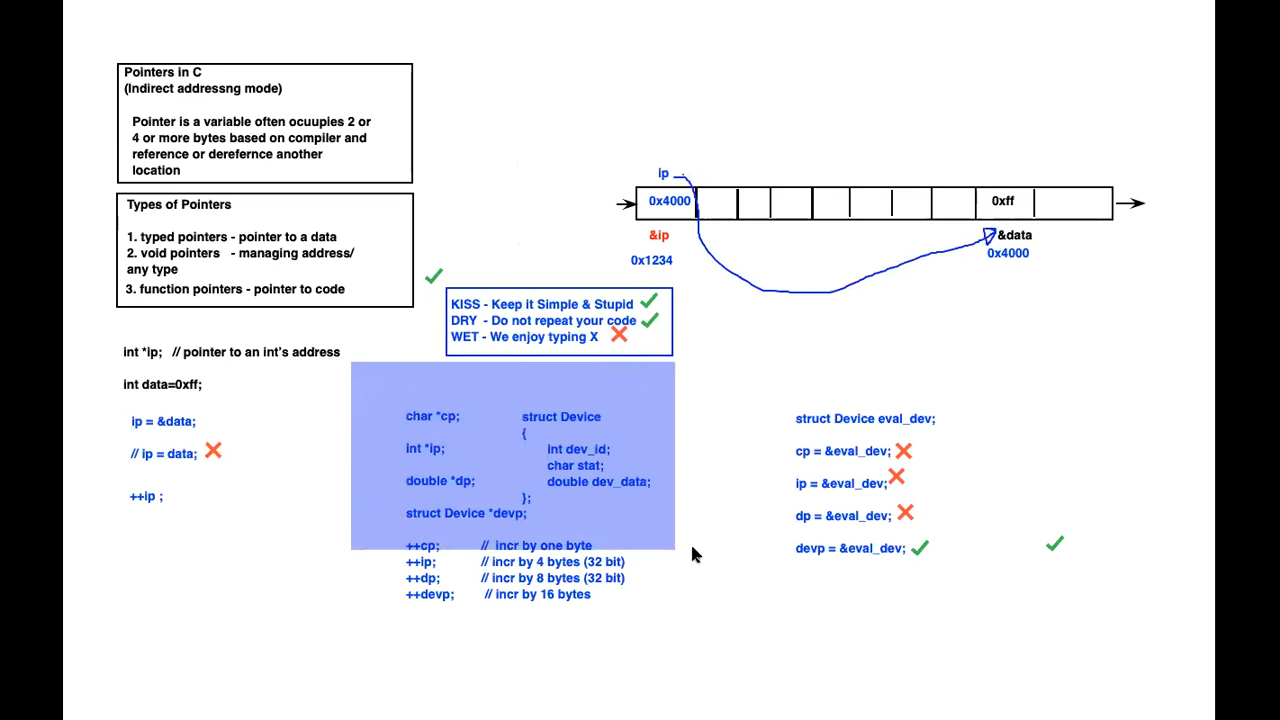 Pointers in C
(Indirect addressng mode)
Pointer is a variable often ocuupies 2 or
4 or more bytes based on compiler and
reference or derefernce another
location
Types of Pointers
1. typed pointers - pointer to a data
2. void pointers - managing address/
any type
3. function pointers - pointer to code
ip
0x4000
0xff
&ip
&data
0x1234
0x4000
KISS - Keep it Simple & Stupid
DRY - Do not repeat your code
WET - We enjoy typing X
int *ip; // pointer to an int's address
int data=0xff;
ip = &data;
// ip = data;
++ip ;
char *cp;
int *ip;
double *dp;
struct Device *devp;
struct Device
{
int dev_id;
char stat;
double dev_data;
};
++cp; // incr by one byte
++ip; // incr by 4 bytes (32 bit)
++dp; // incr by 8 bytes (32 bit)
++devp; // incr by 16 bytes
struct Device eval_dev;
cp = &eval_dev;
ip = &eval_dev;
dp = &eval_dev;
devp = &eval_dev;